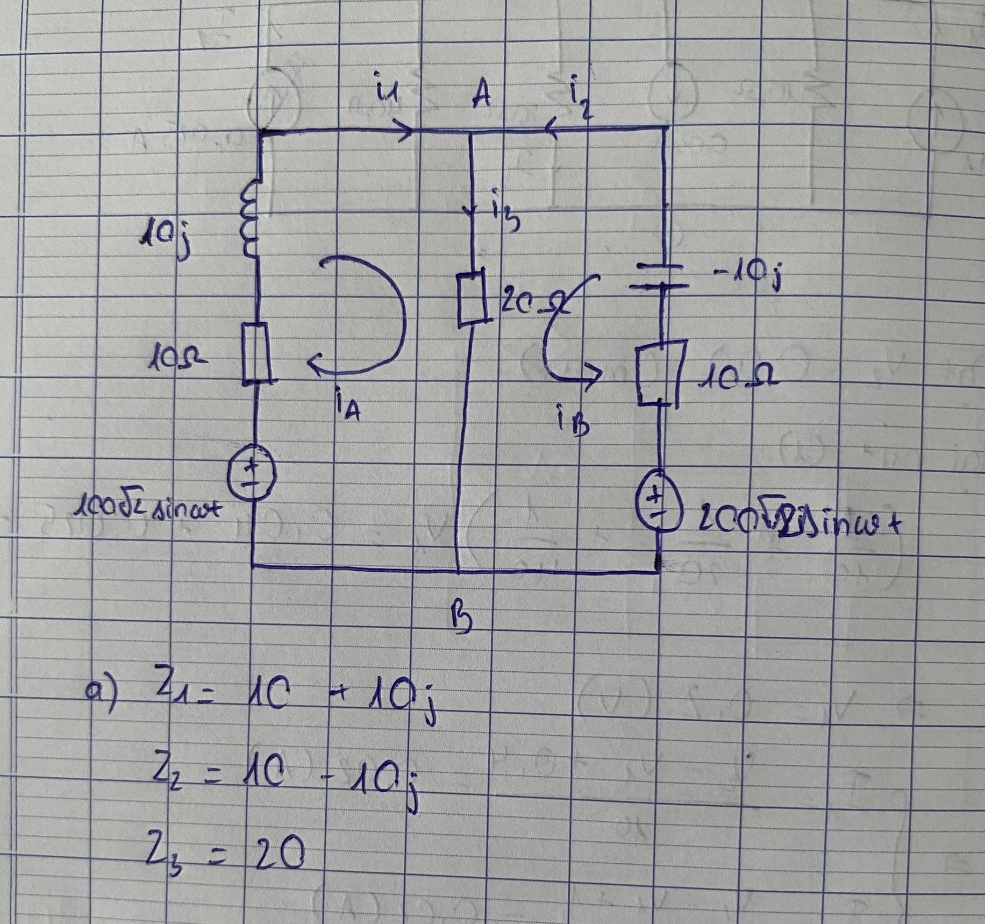 i1 A i2
10j i3 -10j
20Ω
10Ω 10Ω
iA iB
100√2 sinωt
B
a) Z1 = 10 + 10j
Z2 = 10 - 10j
Z3 = 20